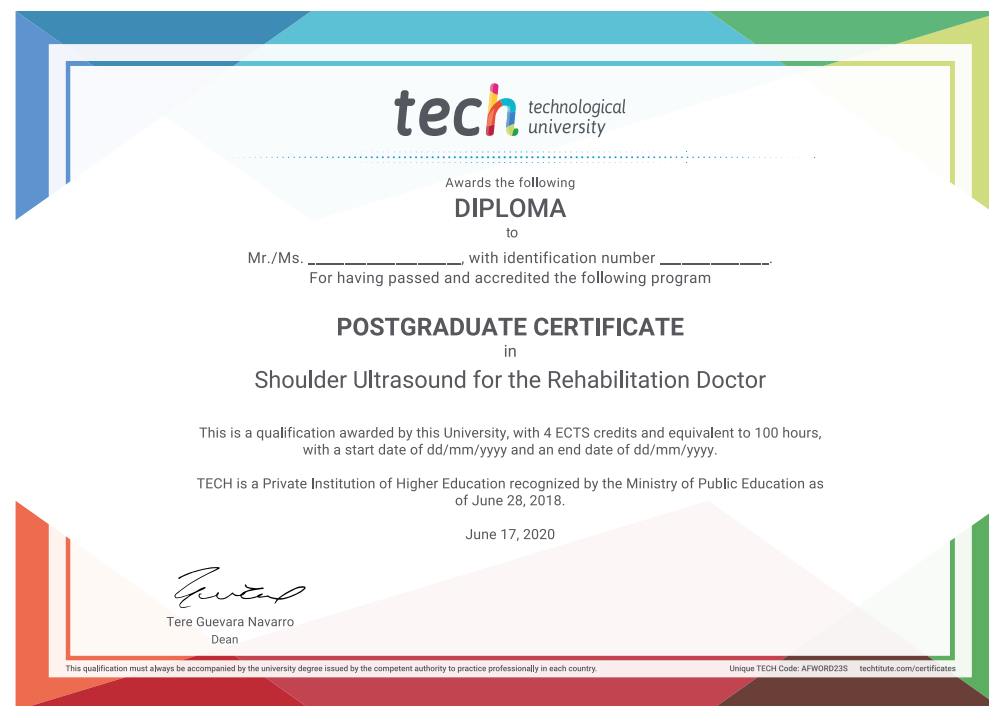 tech technological
university
Awards the following
DIPLOMA
to
Mr./Ms. ____________________, with identification number ______________.
For having passed and accredited the following program
POSTGRADUATE CERTIFICATE
in
Shoulder Ultrasound for the Rehabilitation Doctor
This is a qualification awarded by this University, with 4 ECTS credits and equivalent to 100 hours,
with a start date of dd/mm/yyyy and an end date of dd/mm/yyyy.
TECH is a Private Institution of Higher Education recognized by the Ministry of Public Education as
of June 28, 2018.
June 17, 2020
Tere Guevara Navarro
Dean
This qualification must always be accompanied by the university degree issued by the competent authority to practice professionally in each country.
Unique TECH Code: AFWORD23S techtitute.com/certificates